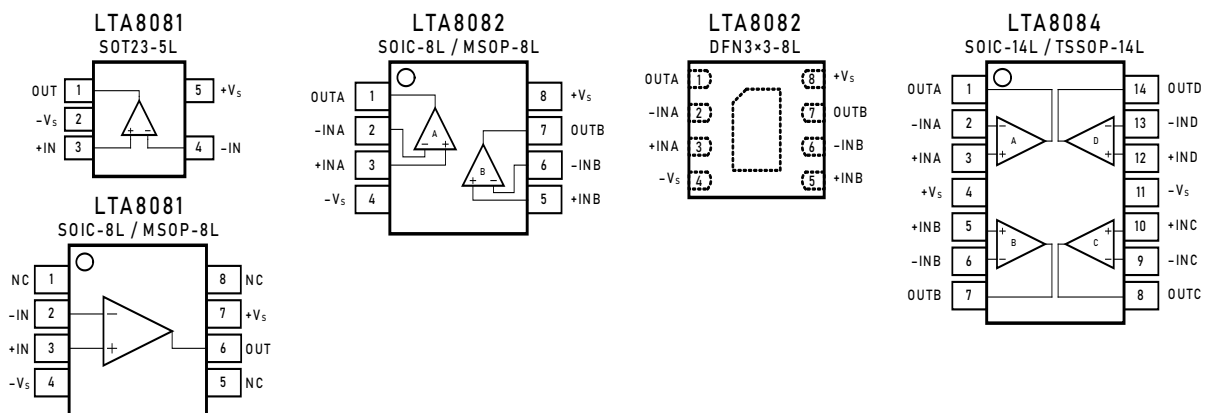 LTA8081
SOT23-5L
OUT 1 5 +Vs
-Vs 2
+IN 3 4 -IN
+ -
LTA8081
SOIC-8L / MSOP-8L
NC 1 8 NC
-IN 2 7 +Vs
+IN 3 6 OUT
-Vs 4 5 NC
-
+
LTA8082
SOIC-8L / MSOP-8L
OUTA 1 8 +Vs
-INA 2 7 OUTB
+INA 3 6 -INB
-Vs 4 5 +INB
A
- +
B
+ -
LTA8082
DFN3×3-8L
OUTA 1 8 +Vs
-INA 2 7 OUTB
+INA 3 6 -INB
-Vs 4 5 +INB
LTA8084
SOIC-14L / TSSOP-14L
OUTA 1 14 OUTD
-INA 2 - - 13 -IND
A D
+INA 3 + + 12 +IND
+Vs 4 11 -Vs
+INB 5 + + 10 +INC
B C
-INB 6 - - 9 -INC
OUTB 7 8 OUTC